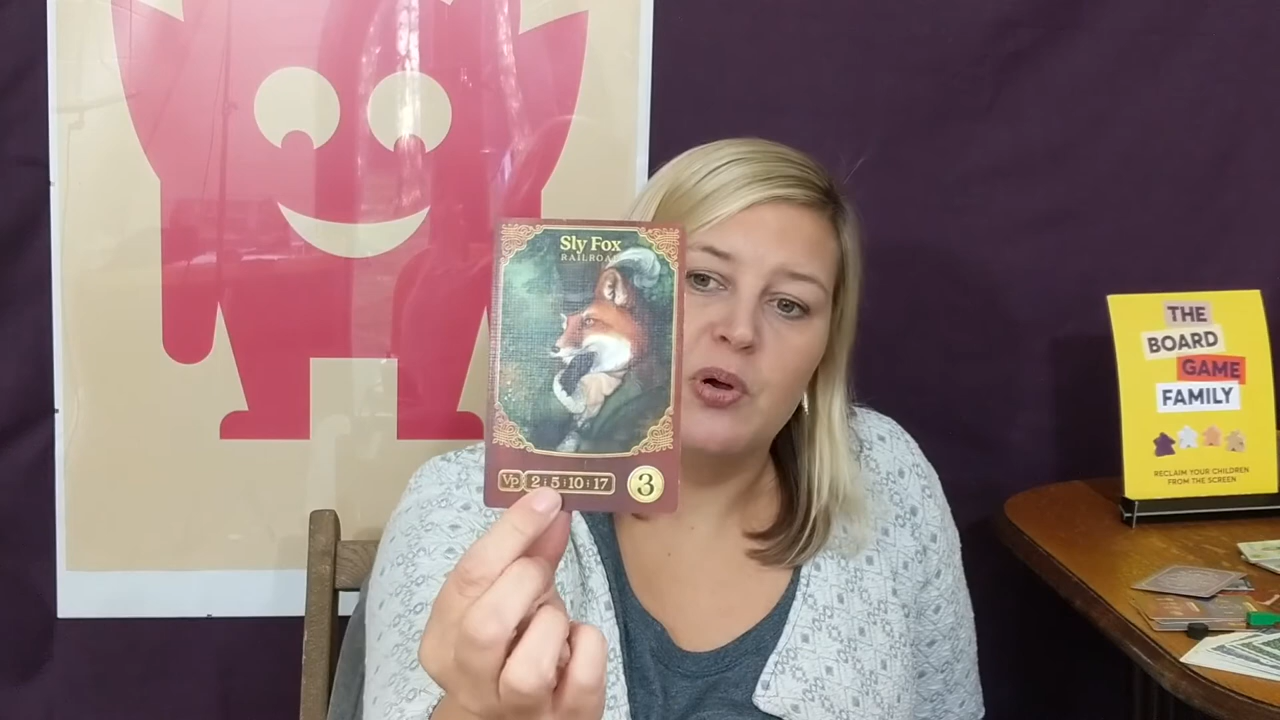 Sly Fox
RAILROAD
VP 2 5 10 17
3
THE
BOARD
GAME
FAMILY
RECLAIM YOUR CHILDREN
FROM THE SCREEN